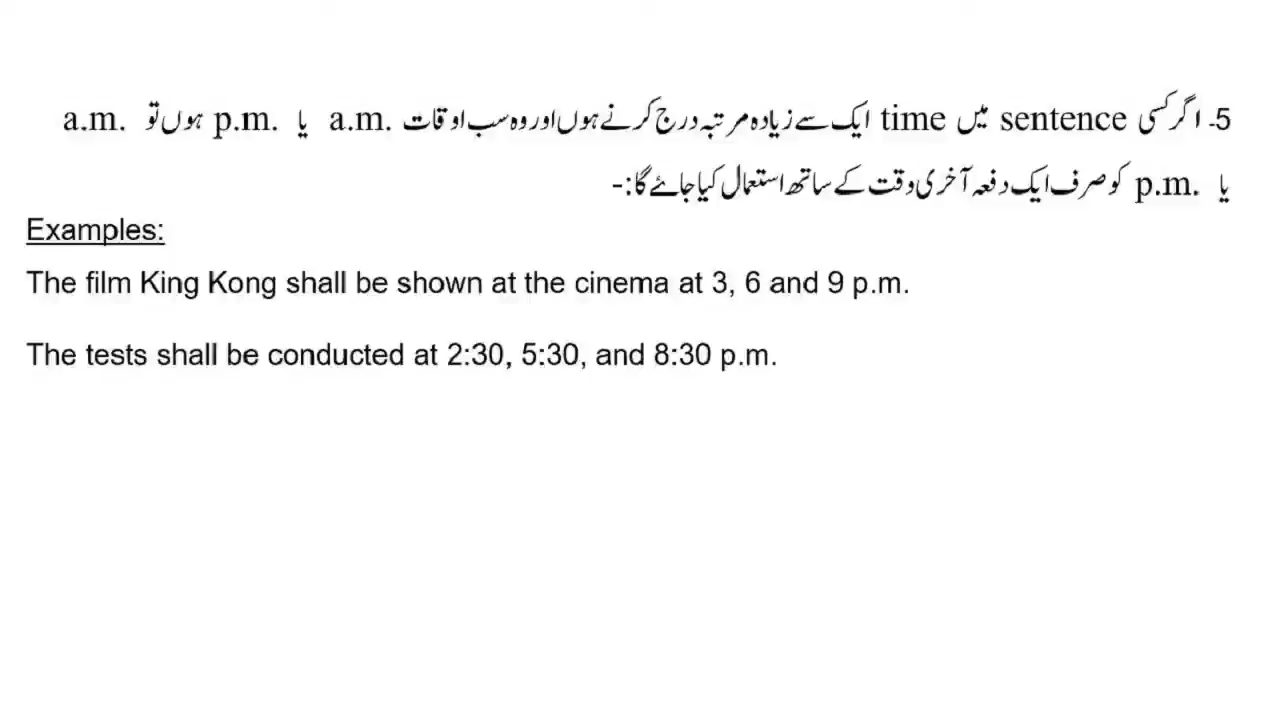 5- اگر کسی sentence میں time ایک سے زیادہ مرتبہ درج کرنے ہوں اور وہ سب اوقات a.m. یا p.m. ہوں تو a.m.
یا p.m. کو صرف ایک دفعہ آخری وقت کے ساتھ استعمال کیا جائے گا:-
Examples:
The film King Kong shall be shown at the cinema at 3, 6 and 9 p.m.
The tests shall be conducted at 2:30, 5:30, and 8:30 p.m.